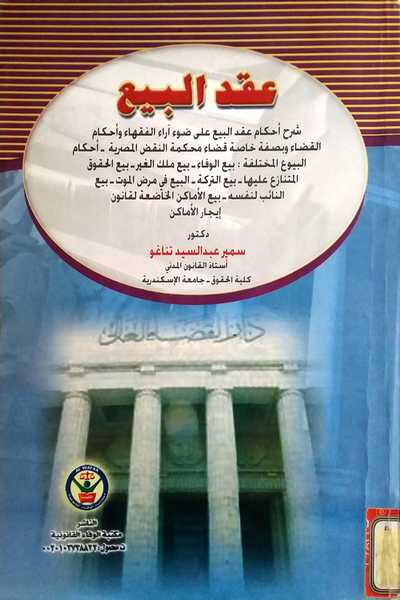 عقد البيع
شرح أحكام عقد البيع على ضوء آراء الفقهاء وأحكام
القضاء وبصفة خاصة قضاء محكمة النقض المصرية ـ أحكام
البيوع المختلفة : بيع الوفاء ـ بيع ملك الغير ـ بيع الحقوق
المتنازع عليها ـ بيع التركة ـ البيع في مرض الموت ـ بيع
النائب لنفسه ـ بيع الأماكن الخاضعة لقانون
إيجار الأماكن
دكتور
سمير عبدالسيد تناغو
أستاذ القانون المدني
كلية الحقوق ـ جامعة الإسكندرية
دار القضاء العالي
الناشر
مكتبة الوفاء القانونية